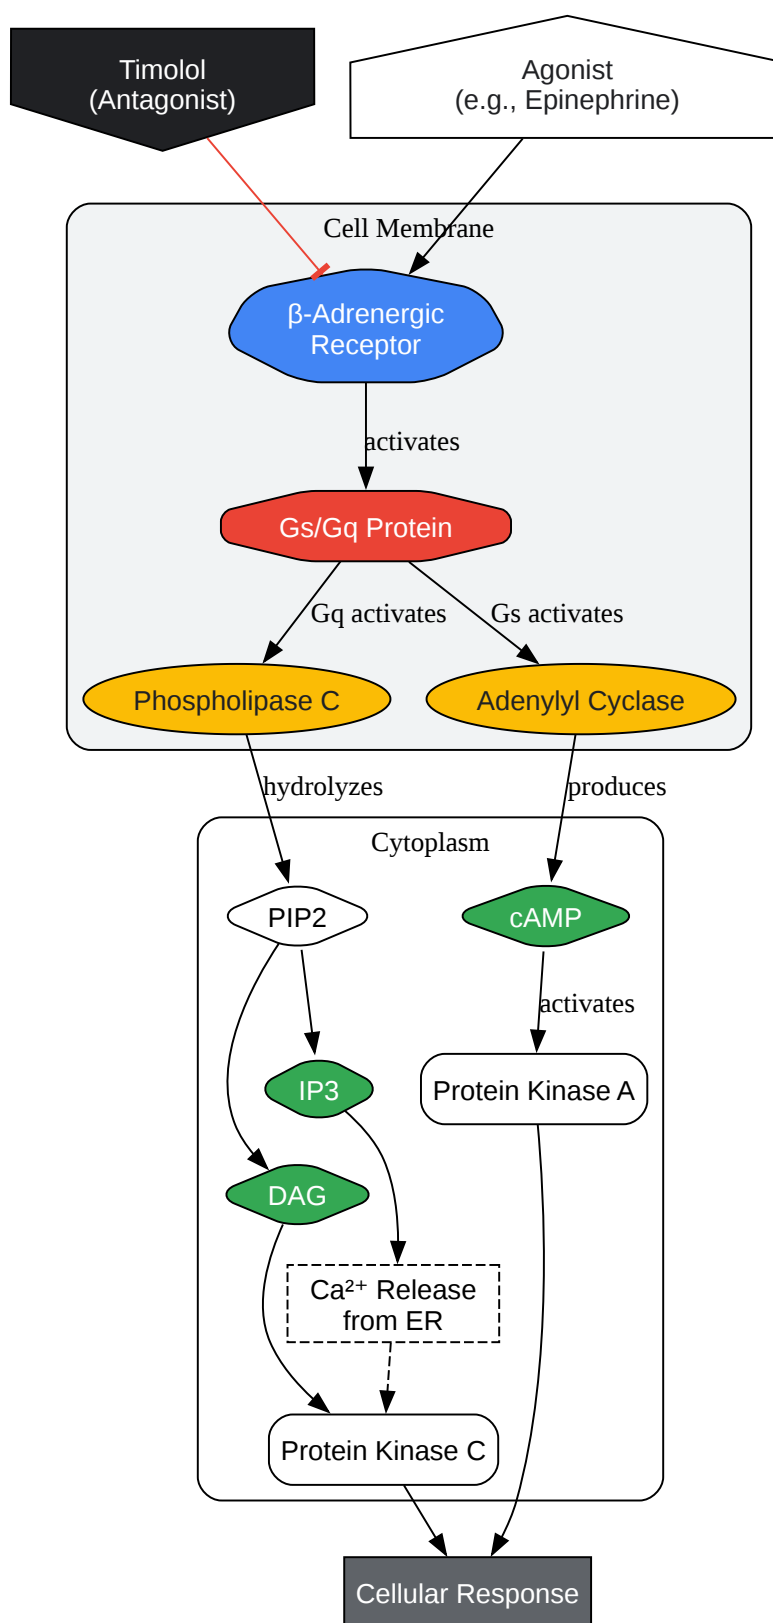 Timolol
(Antagonist)
Agonist
(e.g., Epinephrine)
Cell Membrane
β-Adrenergic
Receptor
activates
Gs/Gq Protein
Gq activates
Gs activates
Phospholipase C
Adenylyl Cyclase
hydrolyzes
produces
Cytoplasm
PIP2
cAMP
activates
IP3
Protein Kinase A
DAG
Ca²⁺ Release
from ER
Protein Kinase C
Cellular Response